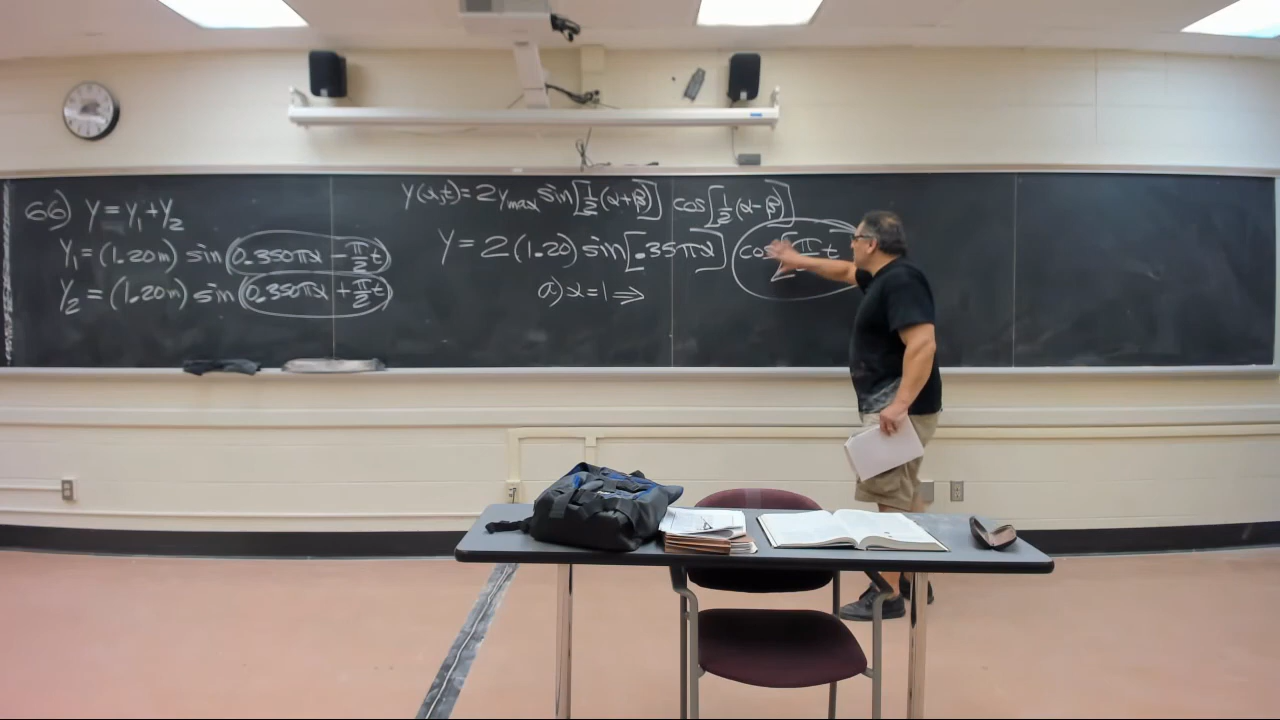 66) Y = Y₁ + Y₂
Y₁ = (1.20m) sin(0.350πx − π/2 t)
Y₂ = (1.20m) sin(0.350πx + π/2 t)
Y(x,t) = 2Ymax sin[½(α+β)] cos[½(α−β)]
Y = 2(1.20) sin[.35πx] cos[π/2 t
a) x = 1 ⇒